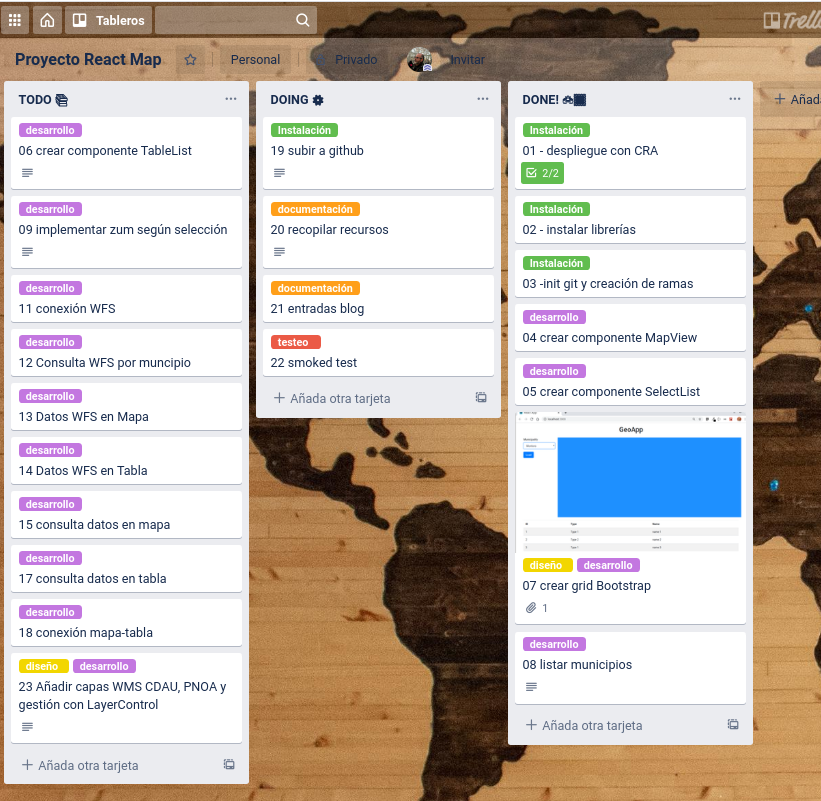 Tableros
Trello
Proyecto React Map
Personal
Privado
Invitar
TODO
desarrollo
06 crear componente TableList
desarrollo
09 implementar zum según selección
desarrollo
11 conexión WFS
desarrollo
12 Consulta WFS por muncipio
desarrollo
13 Datos WFS en Mapa
desarrollo
14 Datos WFS en Tabla
desarrollo
15 consulta datos en mapa
desarrollo
17 consulta datos en tabla
desarrollo
18 conexión mapa-tabla
diseño desarrollo
23 Añadir capas WMS CDAU, PNOA y
gestión con LayerControl
+ Añada otra tarjeta
DOING
Instalación
19 subir a github
documentación
20 recopilar recursos
documentación
21 entradas blog
testeo
22 smoked test
+ Añada otra tarjeta
DONE!
Instalación
01 - despliegue con CRA
2/2
Instalación
02 - instalar librerías
Instalación
03 -init git y creación de ramas
desarrollo
04 crear componente MapView
desarrollo
05 crear componente SelectList
GeoApp
diseño desarrollo
07 crear grid Bootstrap
1
desarrollo
08 listar municipios
+ Añada otra tarjeta
+ Añad